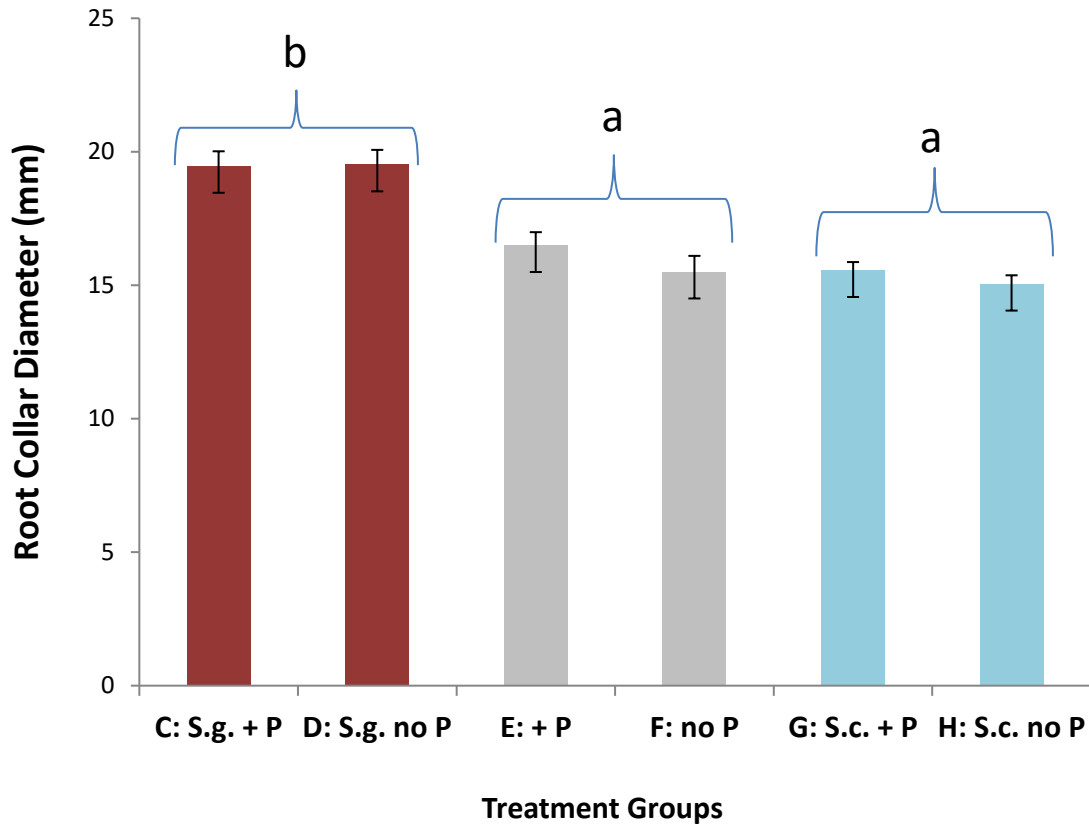 Root Collar Diameter (mm)
25
20
15
10
5
0
b
a
a
C: S.g. + P
D: S.g. no P
E: + P
F: no P
G: S.c. + P
H: S.c. no P
Treatment Groups